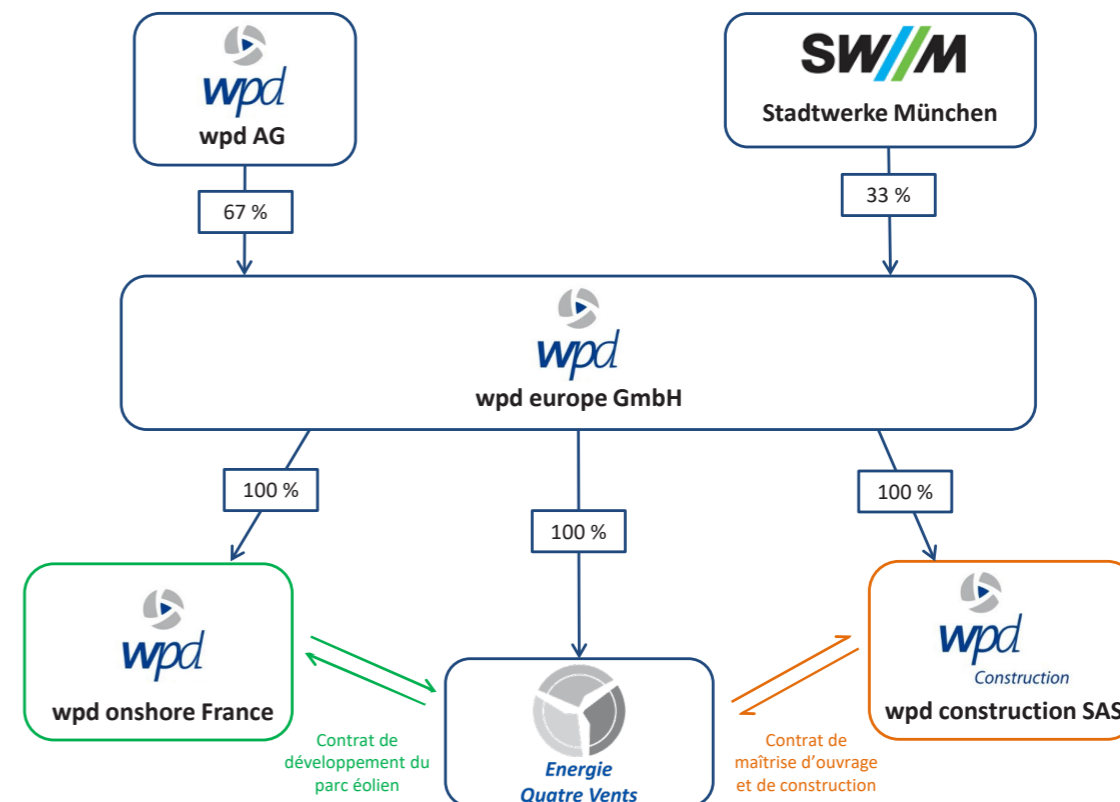 wpd
wpd AG
SW//M
Stadtwerke München
67 %
33 %
wpd
wpd europe GmbH
100 %
100 %
100 %
wpd
wpd onshore France
wpd
Construction
wpd construction SAS
Contrat de
développement du
parc éolien
Energie
Quatre Vents
Contrat de
maîtrise d’ouvrage
et de construction